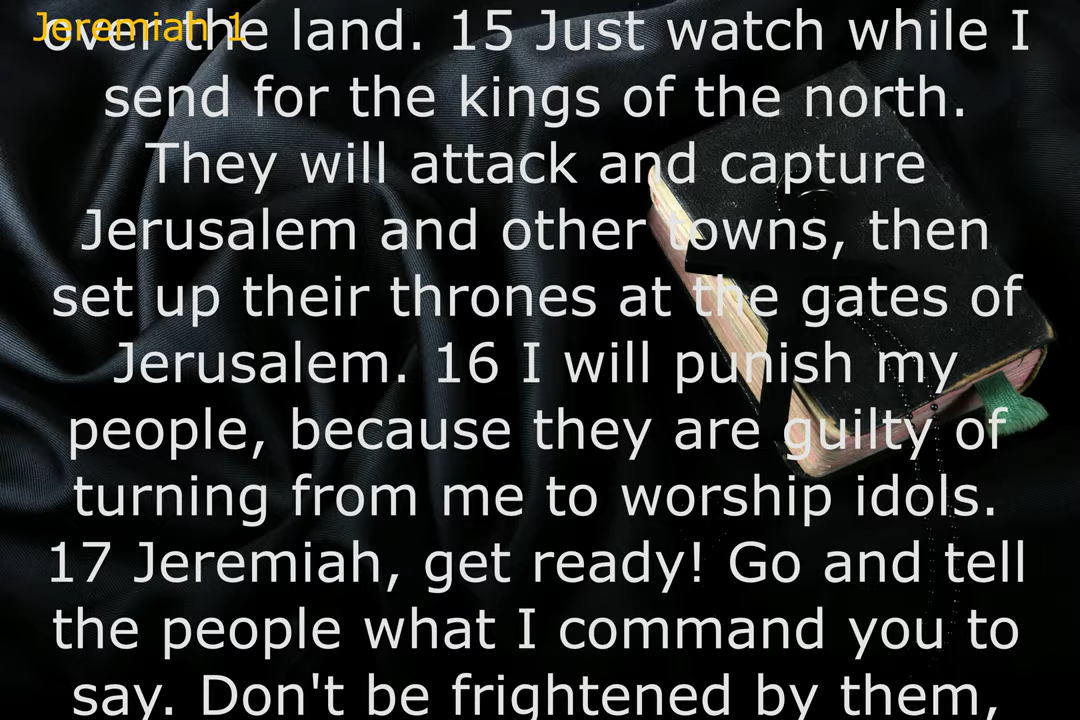 Jeremiah 1
over the land. 15 Just watch while I
send for the kings of the north.
They will attack and capture
Jerusalem and other towns, then
set up their thrones at the gates of
Jerusalem. 16 I will punish my
people, because they are guilty of
turning from me to worship idols.
17 Jeremiah, get ready! Go and tell
the people what I command you to
say. Don't be frightened by them,